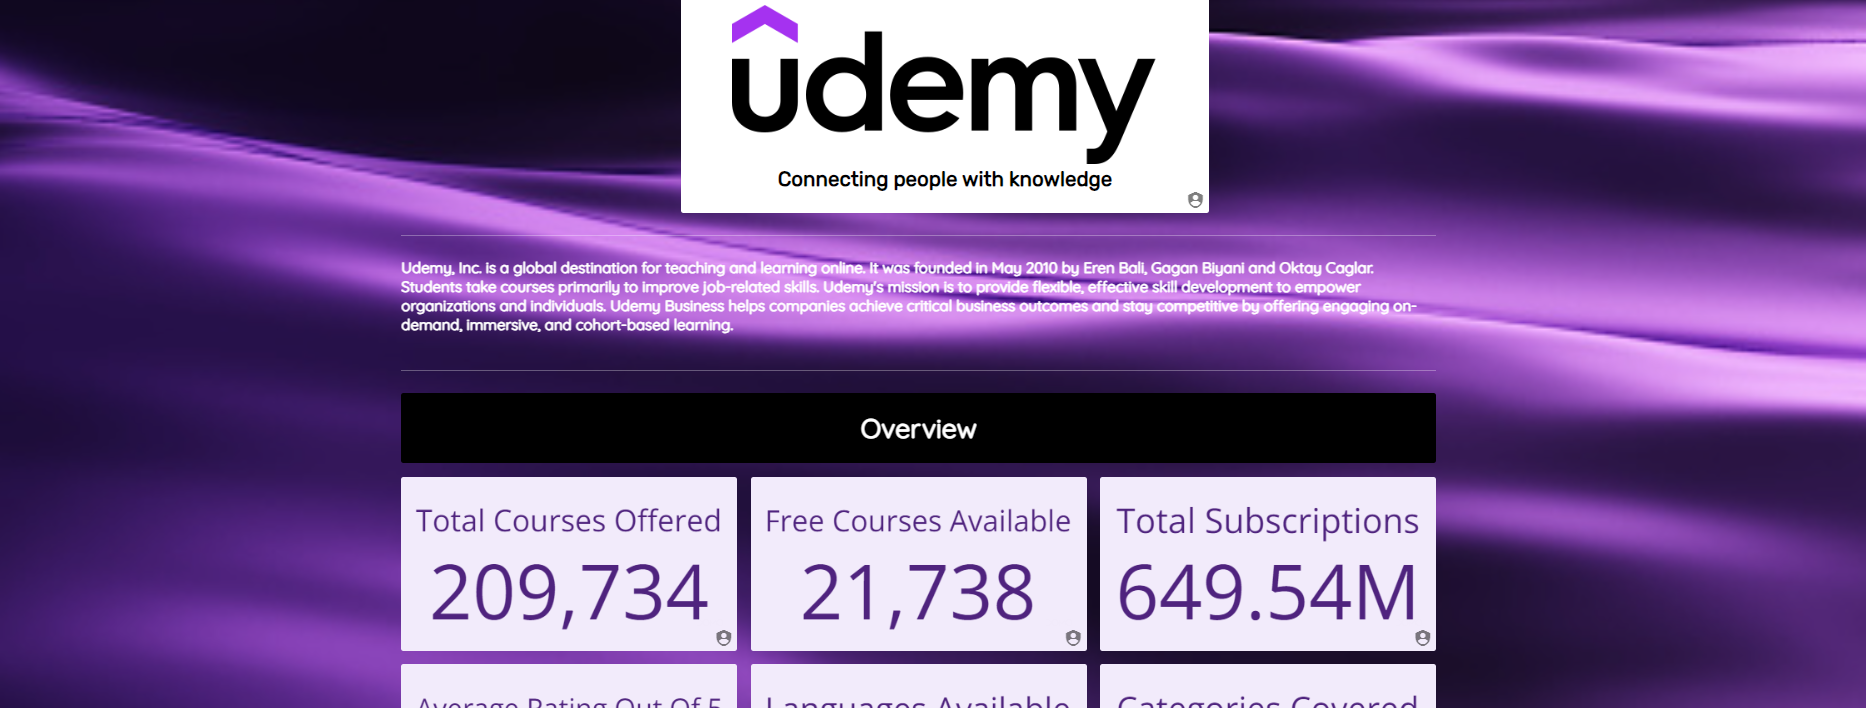 udemy
Connecting people with knowledge
Udemy, Inc. is a global destination for teaching and learning online. It was founded in May 2010 by Eren Bali, Gagan Biyani and Oktay Caglar.
Students take courses primarily to improve job-related skills. Udemy's mission is to provide flexible, effective skill development to empower
organizations and individuals. Udemy Business helps companies achieve critical business outcomes and stay competitive by offering engaging on-
demand, immersive, and cohort-based learning.
Overview
Total Courses Offered
Free Courses Available
Total Subscriptions
209,734
21,738
649.54M
Average Rating Out Of 5
Languages Available
Categories Covered